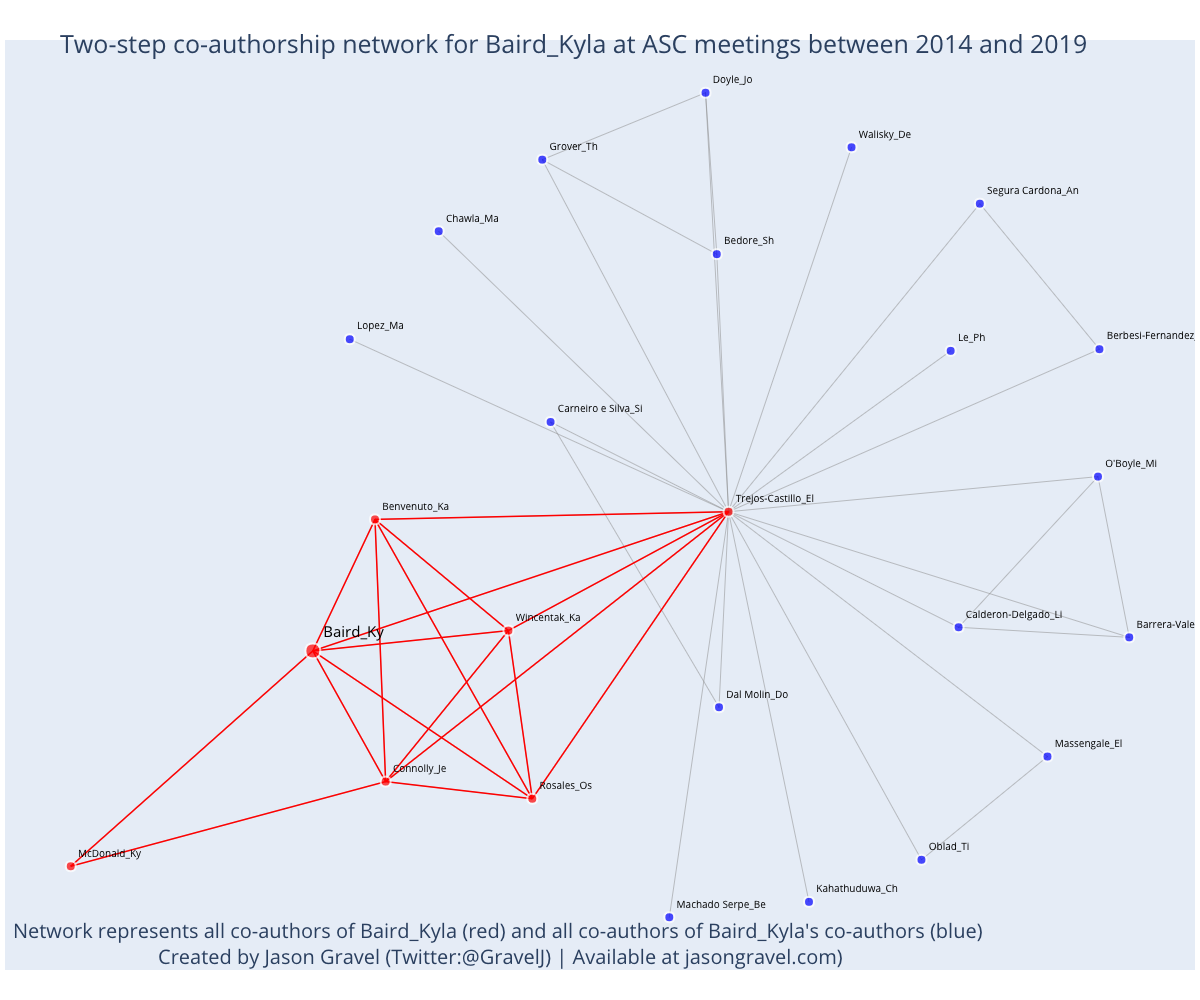 Two-step co-authorship network for Baird_Kyla at ASC meetings between 2014 and 2019
Doyle_Jo
Walisky_De
Grover_Th
Segura Cardona_An
Chawla_Ma
Bedore_Sh
Lopez_Ma
Le_Ph
Berbesi-Fernandez
Carneiro e Silva_Si
O'Boyle_Mi
Trejos-Castillo_El
Benvenuto_Ka
Wincentak_Ka
Calderon-Delgado_Li
Barrera-Vale
Baird_Ky
Dal Molin_Do
Massengale_El
Connolly_Je
Rosales_Os
Oblad_Ti
McDonald_Ky
Kahathuduwa_Ch
Machado Serpe_Be
Network represents all co-authors of Baird_Kyla (red) and all co-authors of Baird_Kyla's co-authors (blue)
Created by Jason Gravel (Twitter:@GravelJ) | Available at jasongravel.com)